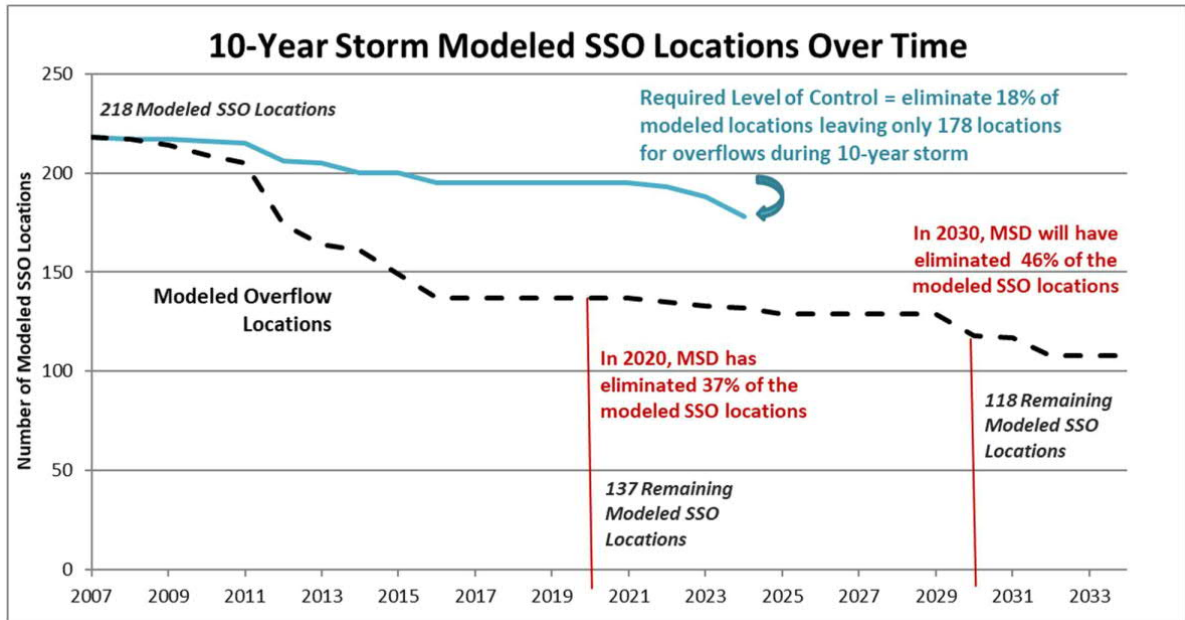 10-Year Storm Modeled SSO Locations Over Time
250
200
150
100
50
0
Number of Modeled SSO Locations
218 Modeled SSO Locations
Required Level of Control = eliminate 18% of
modeled locations leaving only 178 locations
for overflows during 10-year storm
In 2030, MSD will have
eliminated 46% of the
modeled SSO locations
Modeled Overflow
Locations
In 2020, MSD has
eliminated 37% of the
modeled SSO locations
118 Remaining
Modeled SSO
Locations
137 Remaining
Modeled SSO
Locations
2007 2009 2011 2013 2015 2017 2019 2021 2023 2025 2027 2029 2031 2033